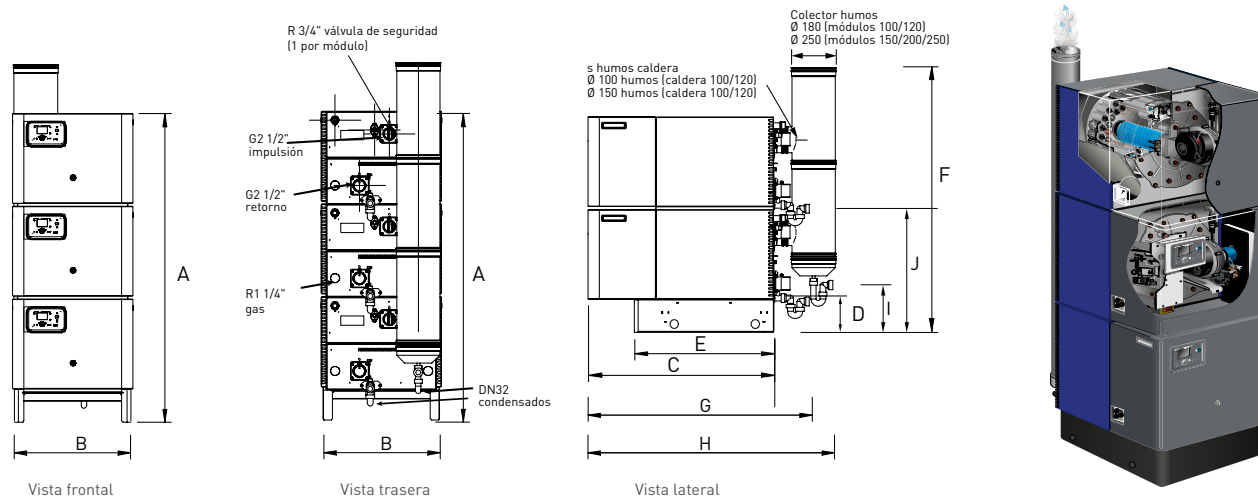 R 3/4" válvula de seguridad
(1 por módulo)
G2 1/2"
impulsión
G2 1/2"
retorno
R1 1/4"
gas
DN32
condensados
Colector humos
Ø 180 (módulos 100/120)
Ø 250 (módulos 150/200/250)
s humos caldera
Ø 100 humos (caldera 100/120)
Ø 150 humos (caldera 100/120)
A
B
A
B
F
J
D
I
E
C
G
H
Vista frontal
Vista trasera
Vista lateral